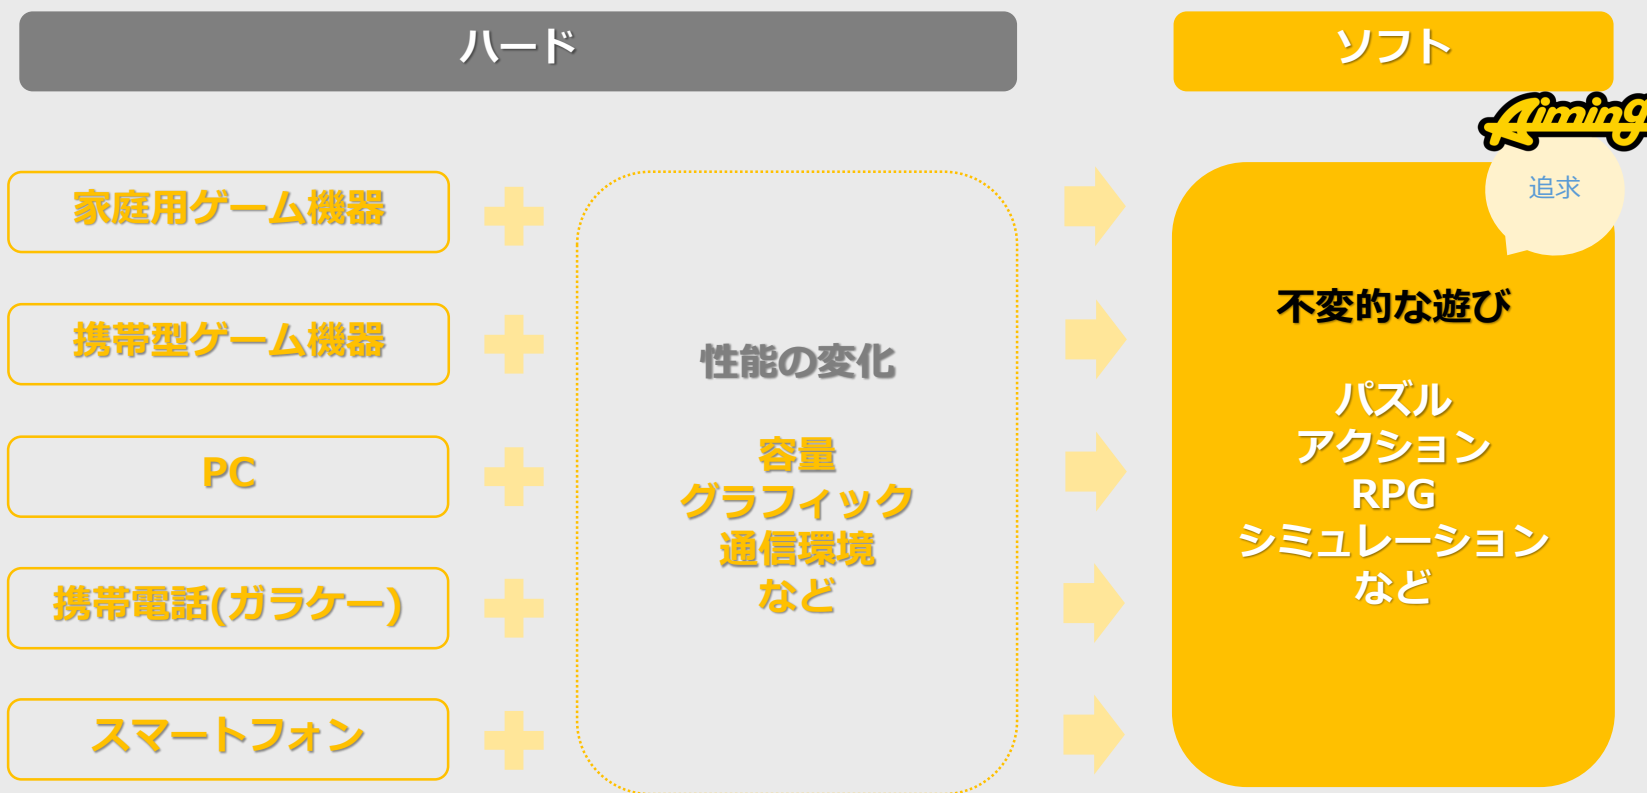 ハード
ソフト
Aiming
追求
家庭用ゲーム機器
携帯型ゲーム機器
PC
携帯電話(ガラケー)
スマートフォン
性能の変化
容量
グラフィック
通信環境
など
不変的な遊び
パズル
アクション
RPG
シミュレーション
など